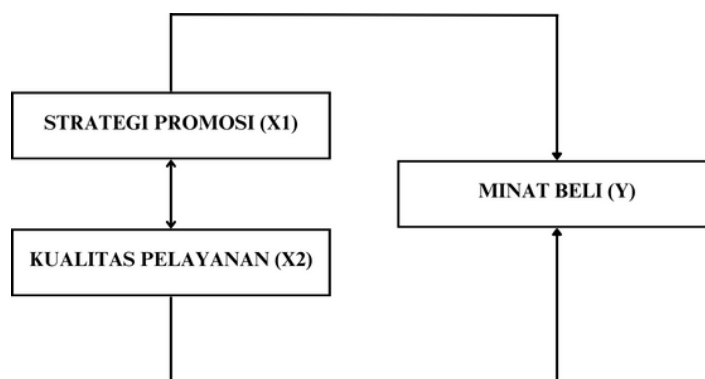 STRATEGI PROMOSI (X1)
MINAT BELI (Y)
KUALITAS PELAYANAN (X2)